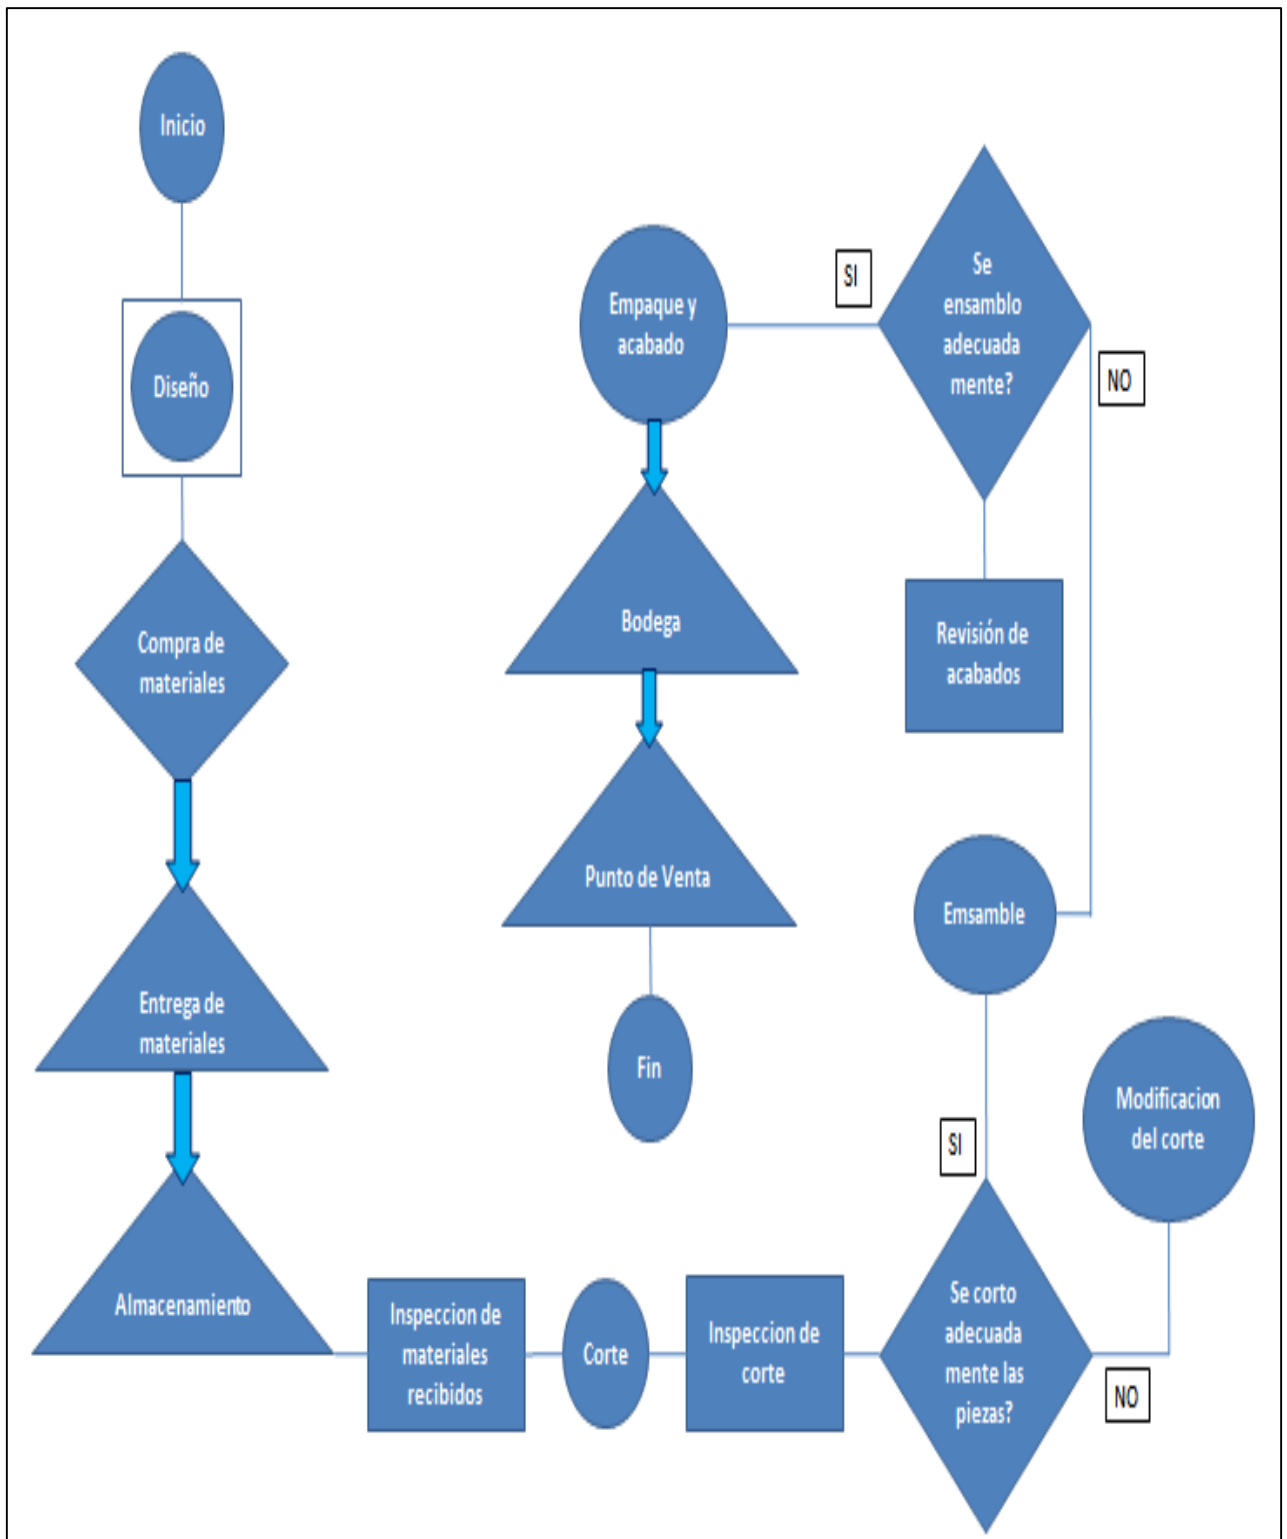 Inicio
Diseño
Compra de
materiales
Entrega de
materiales
Almacenamiento
Inspeccion de
materiales
recibidos
Corte
Inspeccion de
corte
Se corto
adecuada
mente las
piezas?
NO
Modificacion
del corte
SI
Emsamble
Revisión de
acabados
Se
ensamblo
adecuada
mente?
NO
SI
Empaque y
acabado
Bodega
Punto de Venta
Fin